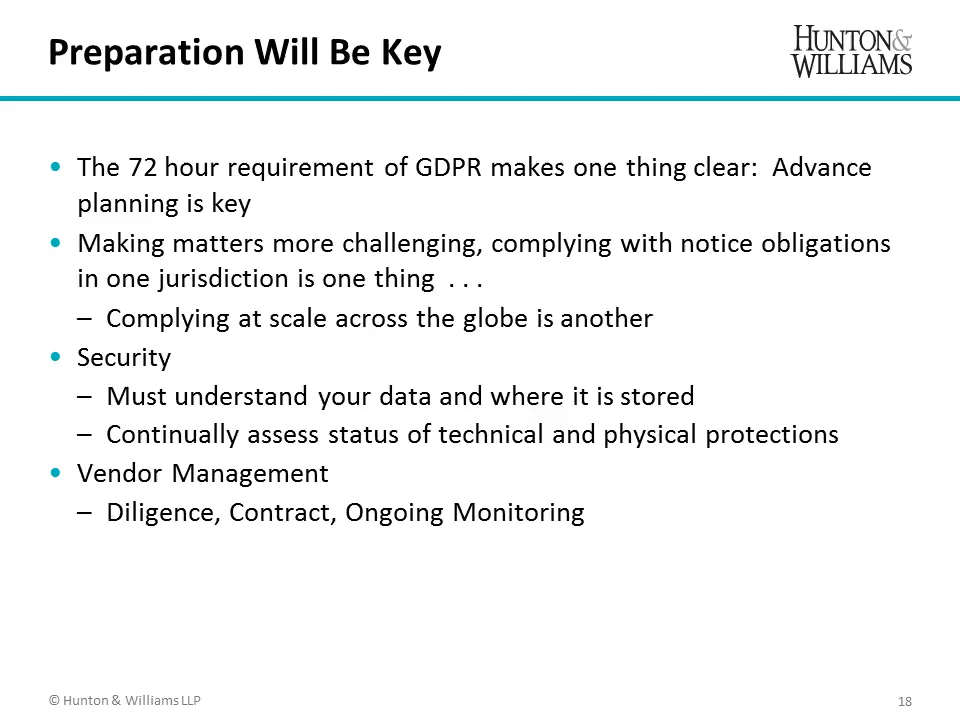 Preparation Will Be Key
HUNTON&
WILLIAMS
• The 72 hour requirement of GDPR makes one thing clear:  Advance
planning is key
• Making matters more challenging, complying with notice obligations
in one jurisdiction is one thing  . . .
– Complying at scale across the globe is another
• Security
– Must understand your data and where it is stored
– Continually assess status of technical and physical protections
• Vendor Management
– Diligence, Contract, Ongoing Monitoring
© Hunton & Williams LLP
18